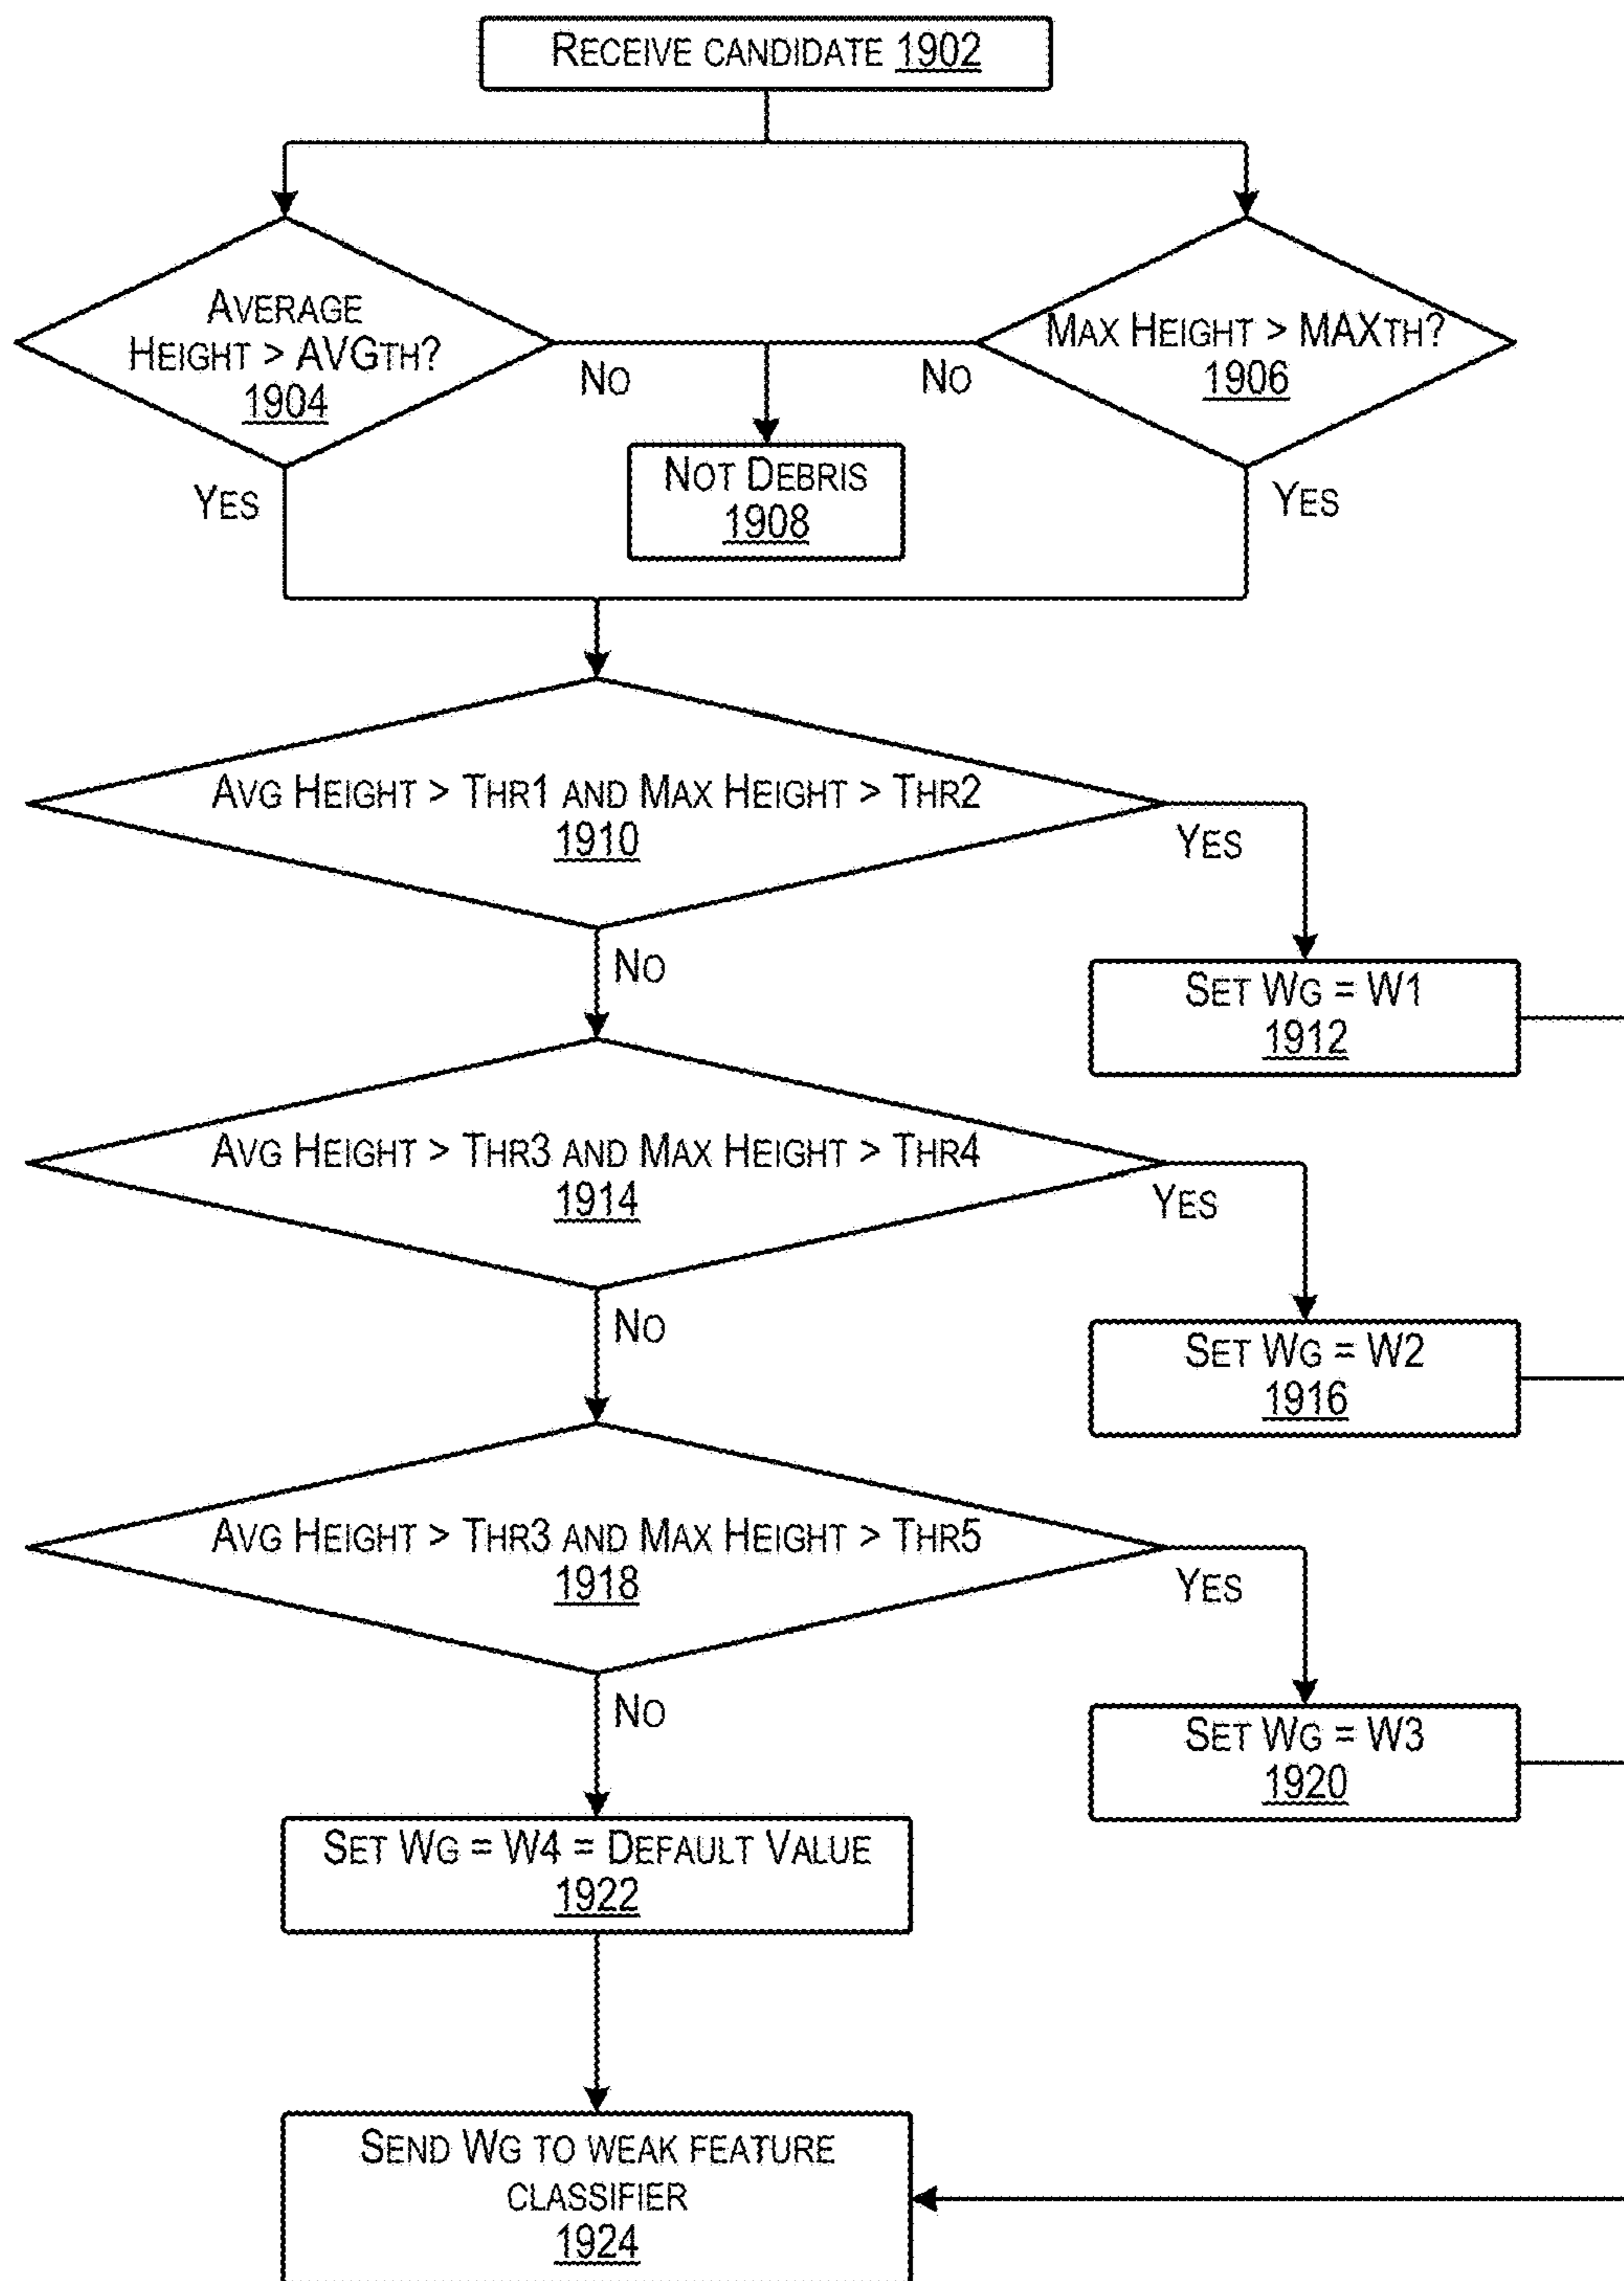 RECEIVE CANDIDATE 1902
AVERAGE
HEIGHT > AVGTH?
1904
MAX HEIGHT > MAXTH?
1906
NO
NO
NOT DEBRIS
1908
YES
YES
AVG HEIGHT > THR1 AND MAX HEIGHT > THR2
1910
YES
NO
SET WG = W1
1912
AVG HEIGHT > THR3 AND MAX HEIGHT > THR4
1914
YES
NO
SET WG = W2
1916
AVG HEIGHT > THR3 AND MAX HEIGHT > THR5
1918
YES
NO
SET WG = W3
1920
SET WG = W4 = DEFAULT VALUE
1922
SEND WG TO WEAK FEATURE
CLASSIFIER
1924